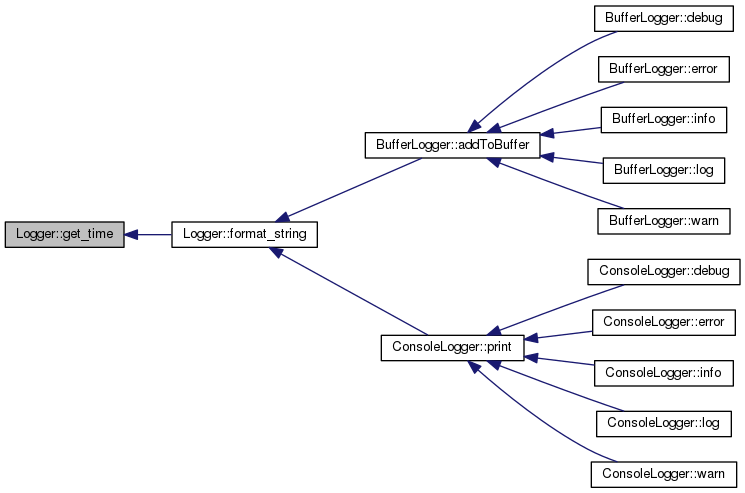 BufferLogger::debug
BufferLogger::error
BufferLogger::info
BufferLogger::addToBuffer
BufferLogger::log
BufferLogger::warn
Logger::get_time
Logger::format_string
ConsoleLogger::debug
ConsoleLogger::error
ConsoleLogger::print
ConsoleLogger::info
ConsoleLogger::log
ConsoleLogger::warn